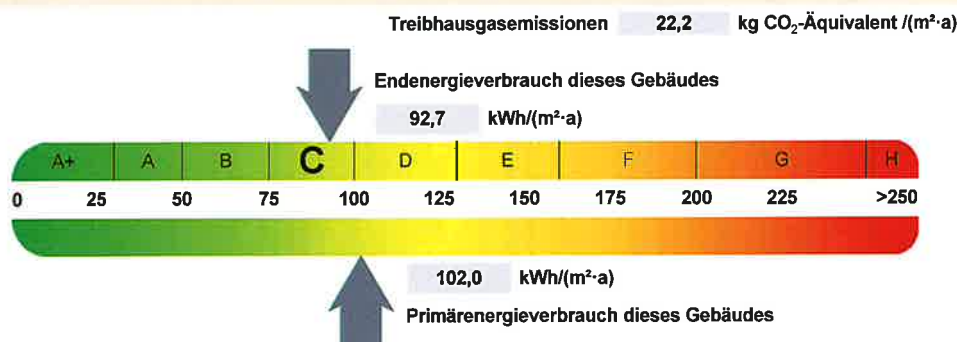 Treibhausgasemissionen 22,2 kg CO₂-Äquivalent /(m²·a)
Endenergieverbrauch dieses Gebäudes
92,7 kWh/(m²·a)
A+ A B C D E F G H
0 25 50 75 100 125 150 175 200 225 >250
102,0 kWh/(m²·a)
Primärenergieverbrauch dieses Gebäudes